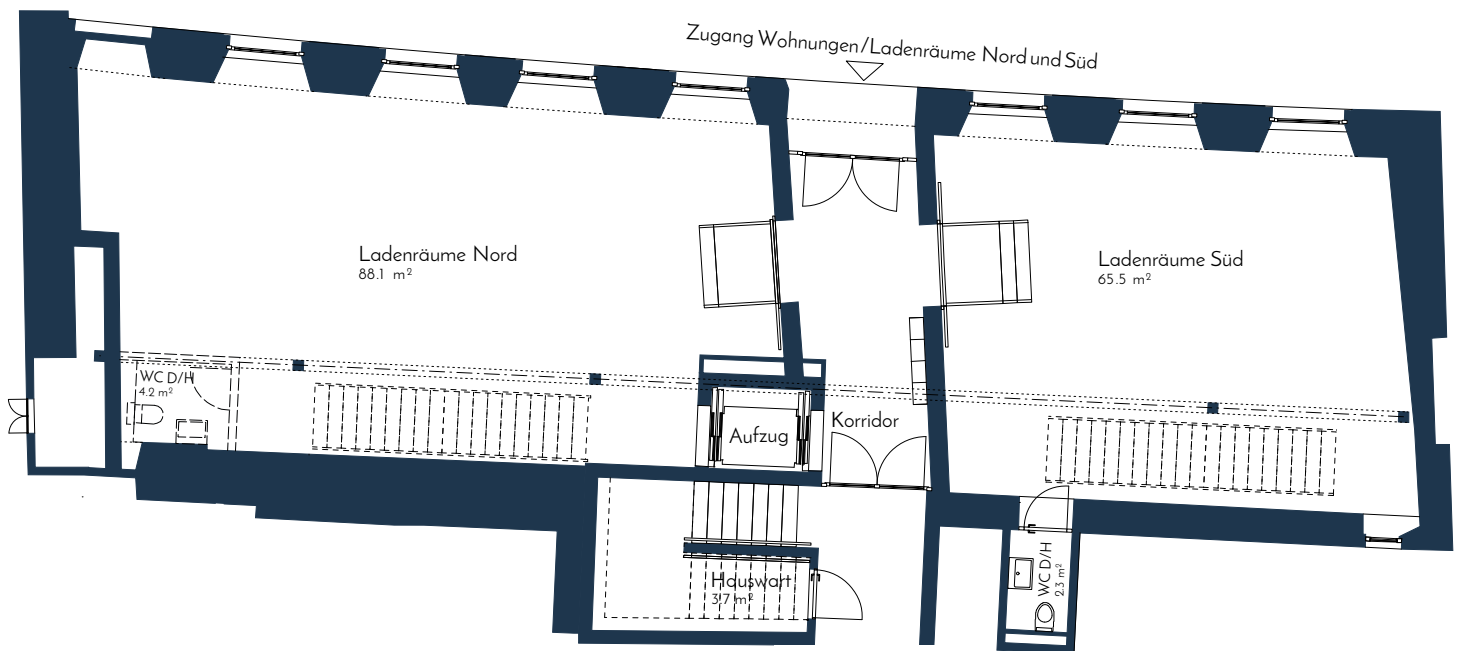 Zugang Wohnungen/Ladenräume Nord und Süd
Ladenräume Nord
88.1 m²
Ladenräume Süd
65.5 m²
WC D/H
4.2 m²
Aufzug
Korridor
Hauswart
3.7 m²
WC D/H
2.3 m²